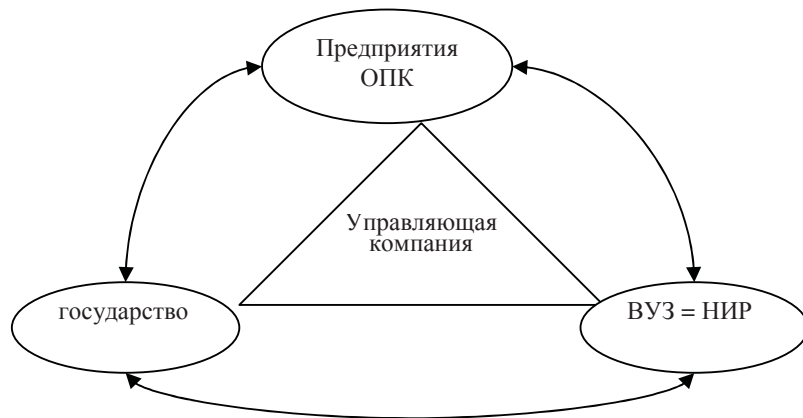 Предприятия
ОПК
Управляющая
компания
государство
ВУЗ = НИР